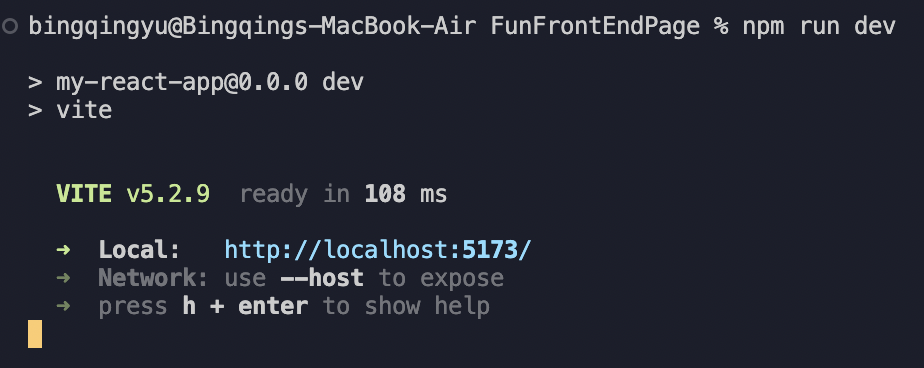 bingqingyu@Bingqings-MacBook-Air FunFrontEndPage % npm run dev
> my-react-app@0.0.0 dev
> vite
VITE v5.2.9 ready in 108 ms
➜ Local: http://localhost:5173/
➜ Network: use --host to expose
➜ press h + enter to show help